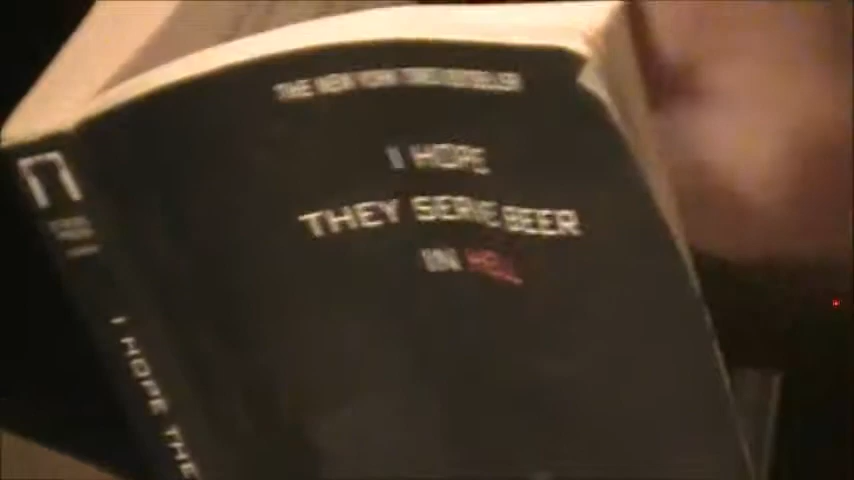 THE NEW YORK TIMES BESTSELLER
I HOPE
THEY SERVE BEER
IN HELL
I HOPE THE